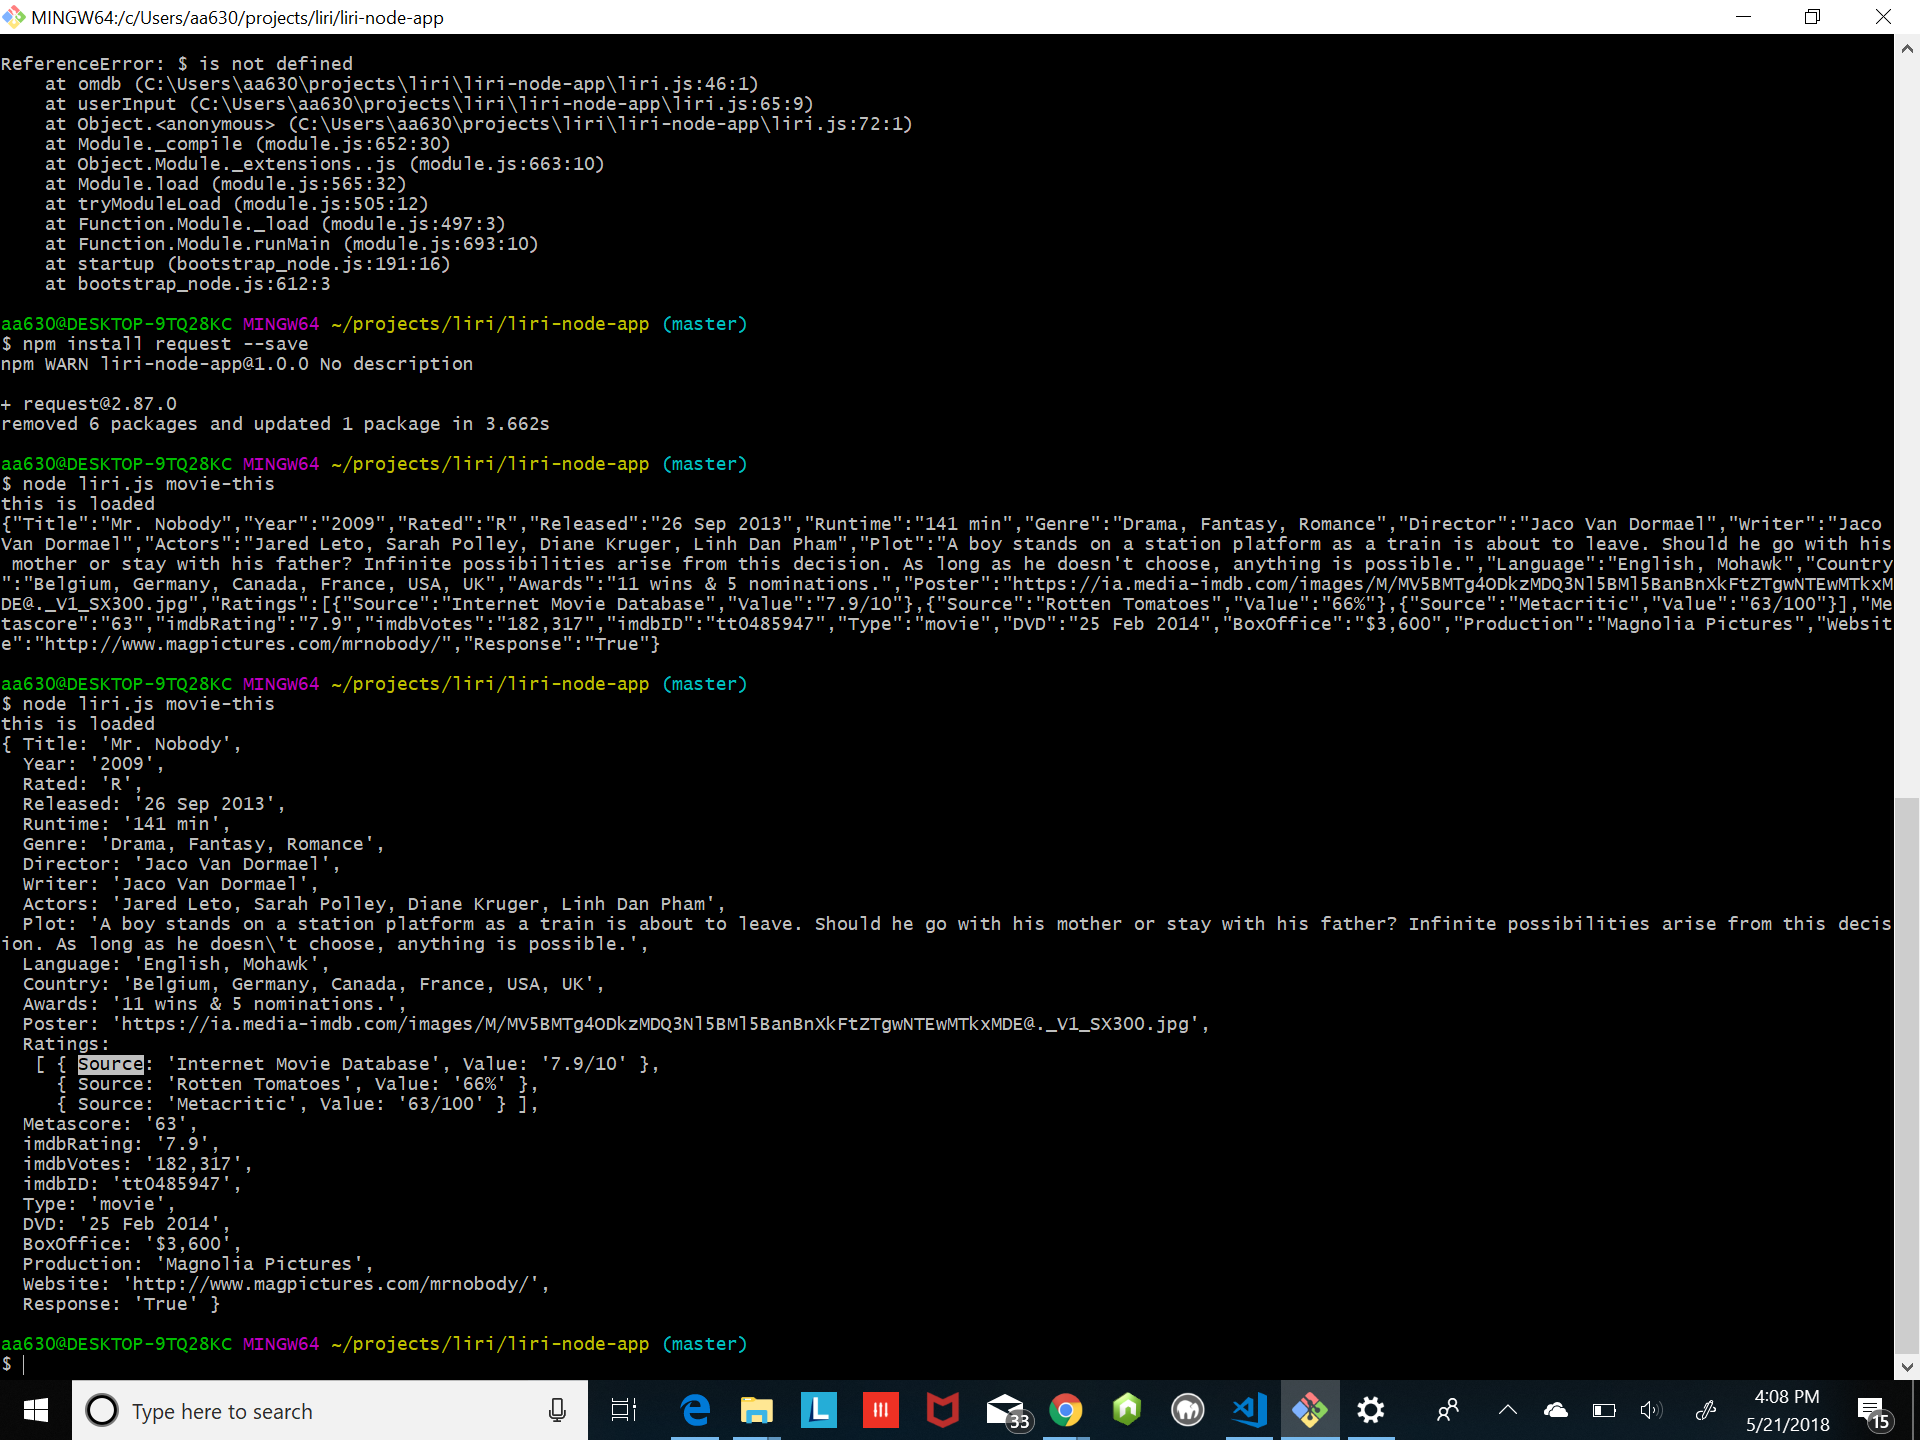 MINGW64:/c/Users/aa630/projects/liri/liri-node-app
ReferenceError: $ is not defined
    at omdb (C:\Users\aa630\projects\liri\liri-node-app\liri.js:46:1)
    at userInput (C:\Users\aa630\projects\liri\liri-node-app\liri.js:65:9)
    at Object.<anonymous> (C:\Users\aa630\projects\liri\liri-node-app\liri.js:72:1)
    at Module._compile (module.js:652:30)
    at Object.Module._extensions..js (module.js:663:10)
    at Module.load (module.js:565:32)
    at tryModuleLoad (module.js:505:12)
    at Function.Module._load (module.js:497:3)
    at Function.Module.runMain (module.js:693:10)
    at startup (bootstrap_node.js:191:16)
    at bootstrap_node.js:612:3
aa630@DESKTOP-9TQ28KC MINGW64 ~/projects/liri/liri-node-app (master)
$ npm install request --save
npm WARN liri-node-app@1.0.0 No description
+ request@2.87.0
removed 6 packages and updated 1 package in 3.662s
aa630@DESKTOP-9TQ28KC MINGW64 ~/projects/liri/liri-node-app (master)
$ node liri.js movie-this
this is loaded
{"Title":"Mr. Nobody","Year":"2009","Rated":"R","Released":"26 Sep 2013","Runtime":"141 min","Genre":"Drama, Fantasy, Romance","Director":"Jaco Van Dormael","Writer":"Jaco
Van Dormael","Actors":"Jared Leto, Sarah Polley, Diane Kruger, Linh Dan Pham","Plot":"A boy stands on a station platform as a train is about to leave. Should he go with his
 mother or stay with his father? Infinite possibilities arise from this decision. As long as he doesn't choose, anything is possible.","Language":"English, Mohawk","Country
":"Belgium, Germany, Canada, France, USA, UK","Awards":"11 wins & 5 nominations.","Poster":"https://ia.media-imdb.com/images/M/MV5BMTg4ODkzMDQ3Nl5BMl5BanBnXkFtZTgwNTEwMTkxM
DE@._V1_SX300.jpg","Ratings":[{"Source":"Internet Movie Database","Value":"7.9/10"},{"Source":"Rotten Tomatoes","Value":"66%"},{"Source":"Metacritic","Value":"63/100"}],"Me
tascore":"63","imdbRating":"7.9","imdbVotes":"182,317","imdbID":"tt0485947","Type":"movie","DVD":"25 Feb 2014","BoxOffice":"$3,600","Production":"Magnolia Pictures","Websit
e":"http://www.magpictures.com/mrnobody/","Response":"True"}
aa630@DESKTOP-9TQ28KC MINGW64 ~/projects/liri/liri-node-app (master)
$ node liri.js movie-this
this is loaded
{ Title: 'Mr. Nobody',
  Year: '2009',
  Rated: 'R',
  Released: '26 Sep 2013',
  Runtime: '141 min',
  Genre: 'Drama, Fantasy, Romance',
  Director: 'Jaco Van Dormael',
  Writer: 'Jaco Van Dormael',
  Actors: 'Jared Leto, Sarah Polley, Diane Kruger, Linh Dan Pham',
  Plot: 'A boy stands on a station platform as a train is about to leave. Should he go with his mother or stay with his father? Infinite possibilities arise from this decis
ion. As long as he doesn\'t choose, anything is possible.',
  Language: 'English, Mohawk',
  Country: 'Belgium, Germany, Canada, France, USA, UK',
  Awards: '11 wins & 5 nominations.',
  Poster: 'https://ia.media-imdb.com/images/M/MV5BMTg4ODkzMDQ3Nl5BMl5BanBnXkFtZTgwNTEwMTkxMDE@._V1_SX300.jpg',
  Ratings:
   [ { Source: 'Internet Movie Database', Value: '7.9/10' },
     { Source: 'Rotten Tomatoes', Value: '66%' },
     { Source: 'Metacritic', Value: '63/100' } ],
  Metascore: '63',
  imdbRating: '7.9',
  imdbVotes: '182,317',
  imdbID: 'tt0485947',
  Type: 'movie',
  DVD: '25 Feb 2014',
  BoxOffice: '$3,600',
  Production: 'Magnolia Pictures',
  Website: 'http://www.magpictures.com/mrnobody/',
  Response: 'True' }
aa630@DESKTOP-9TQ28KC MINGW64 ~/projects/liri/liri-node-app (master)
$
Type here to search
L
33
4:08 PM
5/21/2018
15